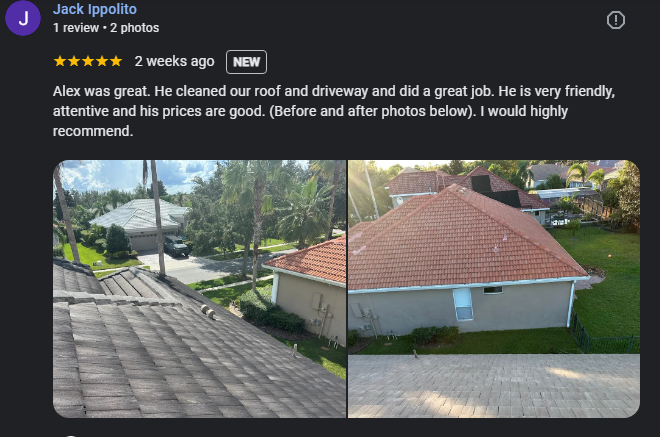 J
Jack Ippolito
1 review • 2 photos
2 weeks ago NEW
Alex was great. He cleaned our roof and driveway and did a great job. He is very friendly,
attentive and his prices are good. (Before and after photos below). I would highly
recommend.